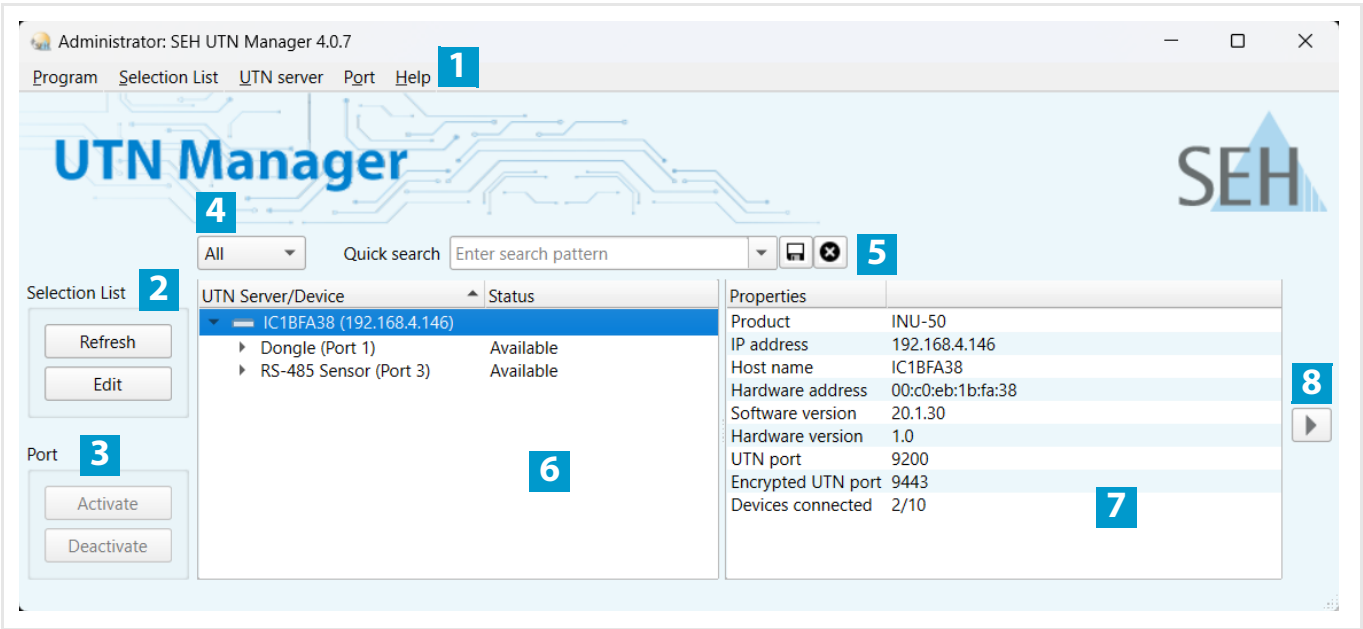 Administrator: SEH UTN Manager 4.0.7
Program Selection List UTN server Port Help 1
UTN Manager
SEH
4
All Quick search Enter search pattern 5
Selection List 2
Refresh
Edit
Port 3
Activate
Deactivate
UTN Server/Device Status
IC1BFA38 (192.168.4.146)
Dongle (Port 1) Available
RS-485 Sensor (Port 3) Available
6
Properties
Product INU-50
IP address 192.168.4.146
Host name IC1BFA38
Hardware address 00:c0:eb:1b:fa:38
Software version 20.1.30
Hardware version 1.0
UTN port 9200
Encrypted UTN port 9443
Devices connected 2/10
7
8